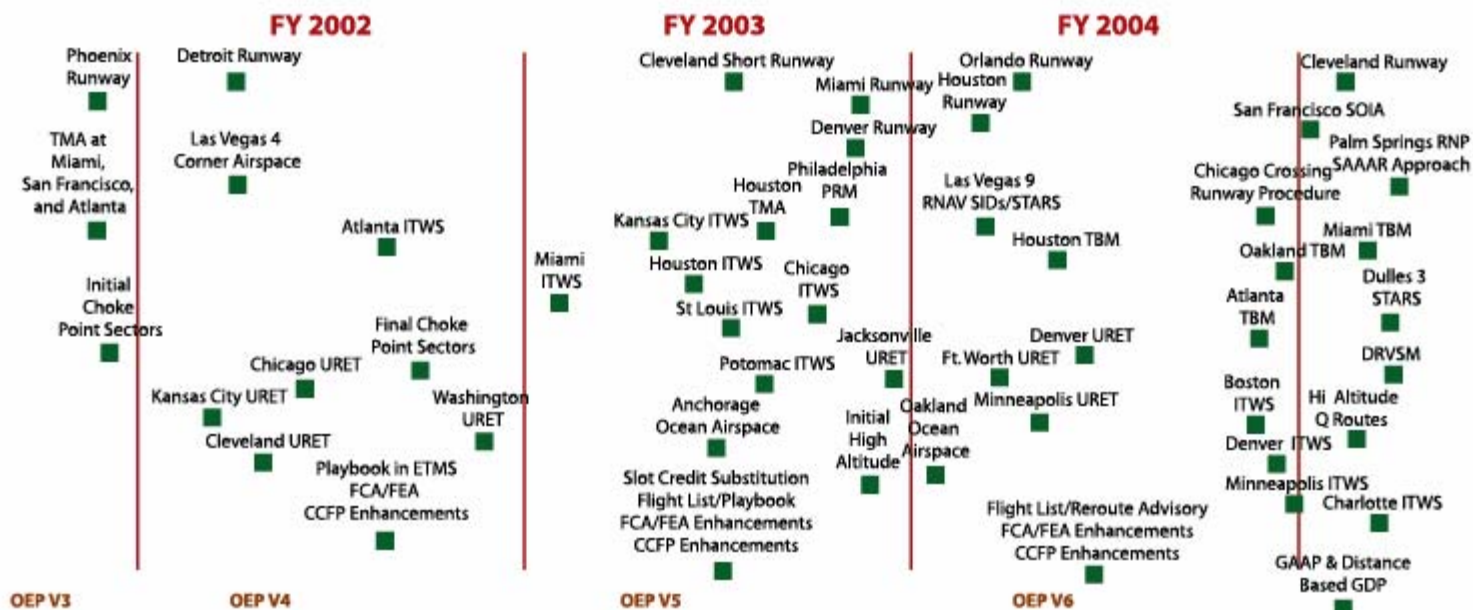 FY 2002
FY 2003
FY 2004
Phoenix
Runway
TMA at
Miami,
San Francisco,
and Atlanta
Initial
Choke
Point Sectors
Detroit Runway
Las Vegas 4
Corner Airspace
Atlanta ITWS
Final Choke
Point Sectors
Chicago URET
Kansas City URET
Washington
URET
Cleveland URET
Playbook in ETMS
FCA/FEA
CCFP Enhancements
Miami
ITWS
Cleveland Short Runway
Miami Runway
Denver Runway
Philadelphia
PRM
Houston
TMA
Kansas City ITWS
Houston ITWS
Chicago
ITWS
St Louis ITWS
Jacksonville
URET
Potomac ITWS
Anchorage
Ocean Airspace
Initial
High
Altitude
Slot Credit Substitution
Flight List/Playbook
FCA/FEA Enhancements
CCFP Enhancements
Oakland
Ocean
Airspace
Orlando Runway
Houston
Runway
Las Vegas 9
RNAV SIDs/STARS
Houston TBM
Denver URET
Ft. Worth URET
Minneapolis URET
Flight List/Reroute Advisory
FCA/FEA Enhancements
CCFP Enhancements
Chicago Crossing
Runway Procedure
Oakland TBM
Atlanta
TBM
Boston
ITWS
Denver ITWS
Minneapolis ITWS
Cleveland Runway
San Francisco SOIA
Palm Springs RNP
SAAAR Approach
Miami TBM
Dulles 3
STARS
DRVSM
Hi Altitude
Q Routes
Charlotte ITWS
GAAP & Distance
Based GDP
OEP V3
OEP V4
OEP V5
OEP V6